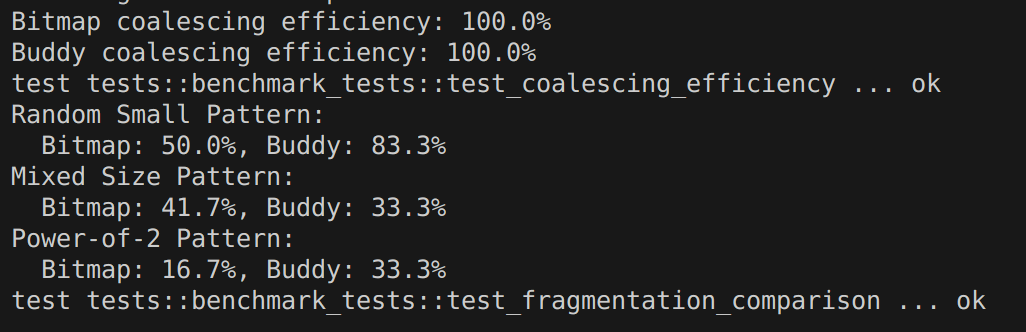 Bitmap coalescing efficiency: 100.0%
Buddy coalescing efficiency: 100.0%
test tests::benchmark_tests::test_coalescing_efficiency ... ok
Random Small Pattern:
  Bitmap: 50.0%, Buddy: 83.3%
Mixed Size Pattern:
  Bitmap: 41.7%, Buddy: 33.3%
Power-of-2 Pattern:
  Bitmap: 16.7%, Buddy: 33.3%
test tests::benchmark_tests::test_fragmentation_comparison ... ok